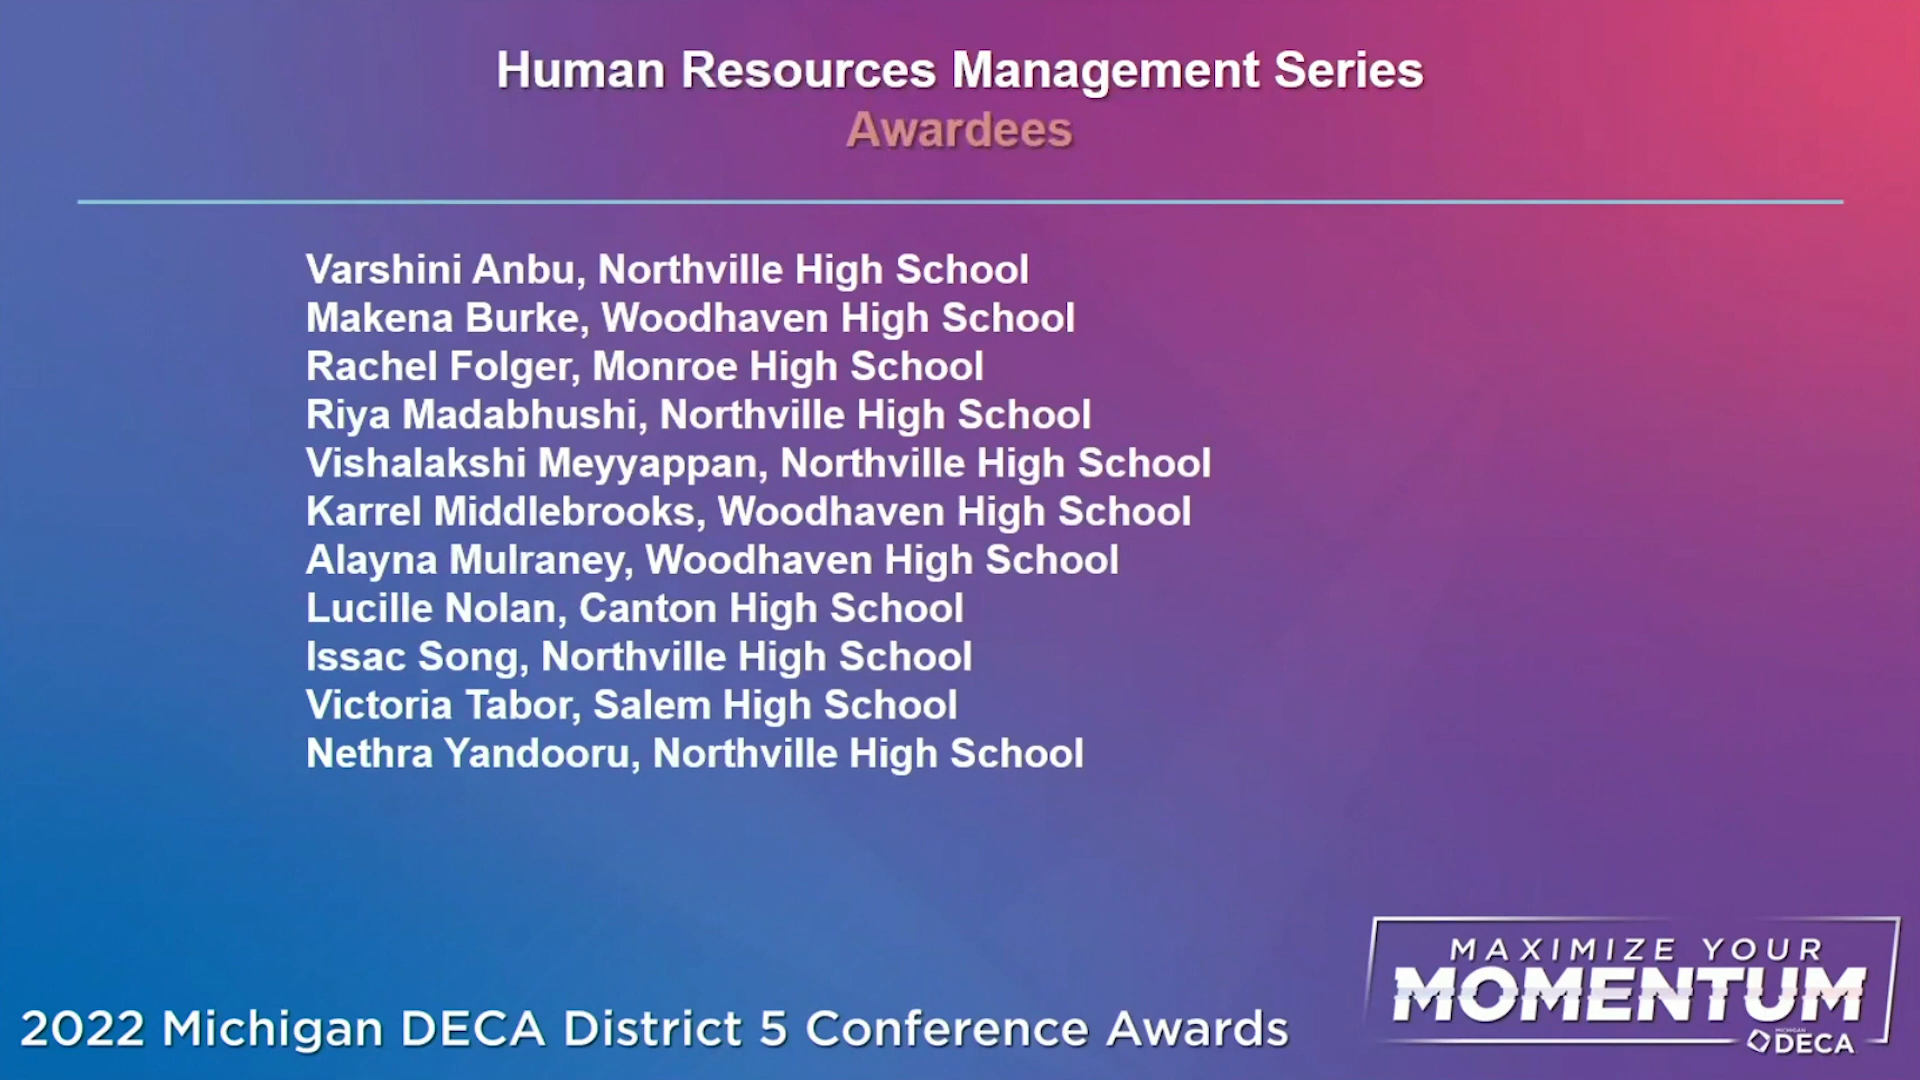 Human Resources Management Series
Awardees
Varshini Anbu, Northville High School
Makena Burke, Woodhaven High School
Rachel Folger, Monroe High School
Riya Madabhushi, Northville High School
Vishalakshi Meyyappan, Northville High School
Karrel Middlebrooks, Woodhaven High School
Alayna Mulraney, Woodhaven High School
Lucille Nolan, Canton High School
Issac Song, Northville High School
Victoria Tabor, Salem High School
Nethra Yandooru, Northville High School
2022 Michigan DECA District 5 Conference Awards
MAXIMIZE YOUR
MOMENTUM
MICHIGAN
DECA